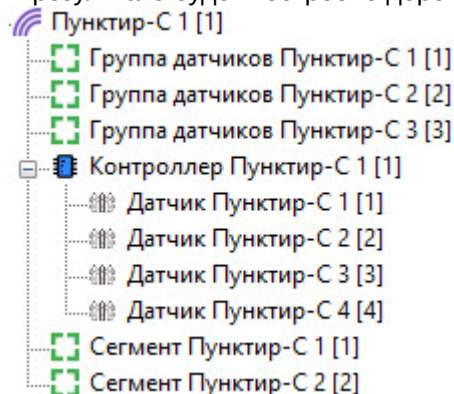 Пунктир-С 1 [1]
Группа датчиков Пунктир-С 1 [1]
Группа датчиков Пунктир-С 2 [2]
Группа датчиков Пунктир-С 3 [3]
Контроллер Пунктир-С 1 [1]
Датчик Пунктир-С 1 [1]
Датчик Пунктир-С 2 [2]
Датчик Пунктир-С 3 [3]
Датчик Пунктир-С 4 [4]
Сегмент Пунктир-С 1 [1]
Сегмент Пунктир-С 2 [2]